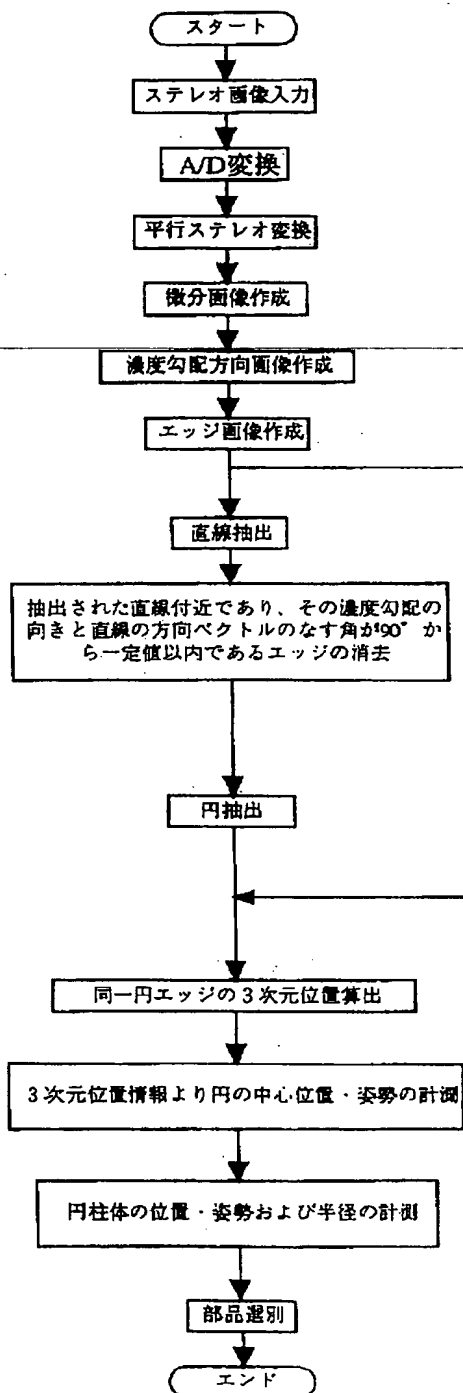 スタート
ステレオ画像入力
A/D変換
平行ステレオ変換
微分画像作成
濃度勾配方向画像作成
エッジ画像作成
直線抽出
抽出された直線付近であり、その濃度勾配の
向きと直線の方向ベクトルのなす角が90°か
ら一定値以内であるエッジの消去
円抽出
同一円エッジの3次元位置算出
3次元位置情報より円の中心位置・姿勢の計測
円柱体の位置・姿勢および半径の計測
部品選別
エンド